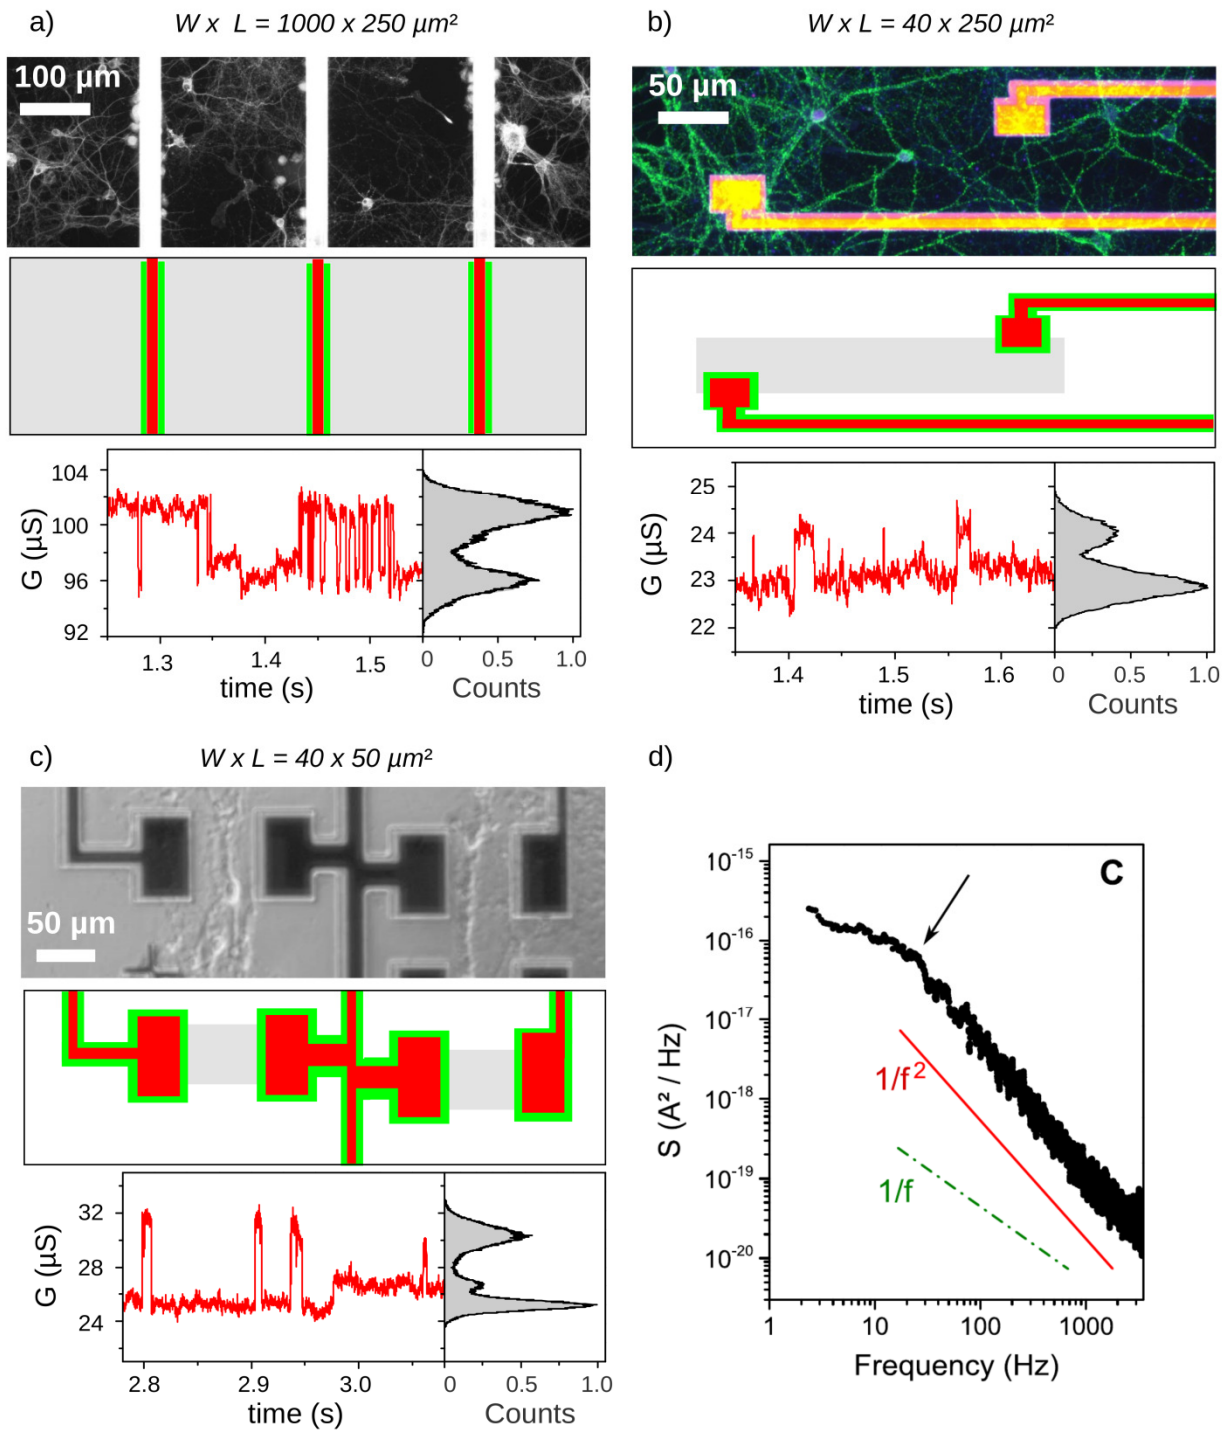 a) W x L = 1000 x 250 µm²
100 µm
G (µS)
104
100
96
92
1.3 1.4 1.5 0 0.5 1.0
time (s) Counts
b) W x L = 40 x 250 µm²
50 µm
G (µS)
25
24
23
22
1.4 1.5 1.6 0 0.5 1.0
time (s) Counts
c) W x L = 40 x 50 µm²
50 µm
G (µS)
32
28
24
2.8 2.9 3.0 0 0.5 1.0
time (s) Counts
d)
C
S (A² / Hz)
10⁻¹⁵
10⁻¹⁶
10⁻¹⁷
10⁻¹⁸
10⁻¹⁹
10⁻²⁰
1/f²
1/f
1 10 100 1000
Frequency (Hz)